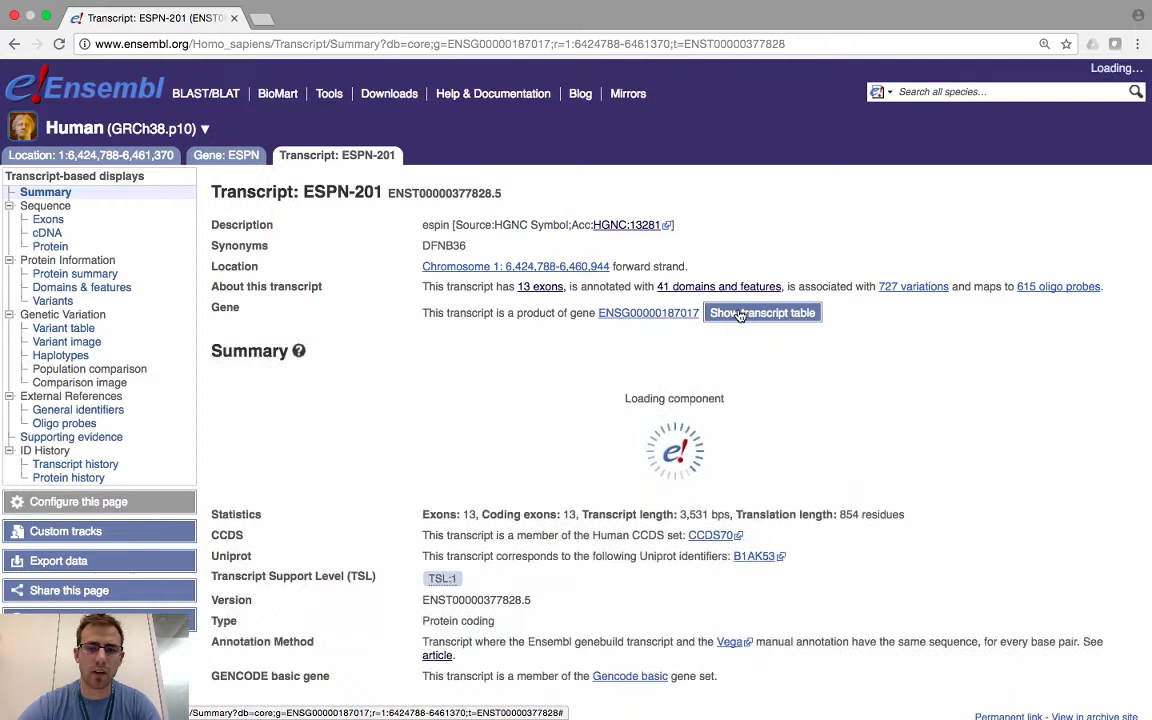 Transcript: ESPN-201 (ENST0
www.ensembl.org/Homo_sapiens/Transcript/Summary?db=core;g=ENSG00000187017;r=1:6424788-6461370;t=ENST00000377828
Loading...
e!Ensembl BLAST/BLAT BioMart Tools Downloads Help & Documentation Blog Mirrors
Search all species...
Human (GRCh38.p10) ▼
Location: 1:6,424,788-6,461,370 Gene: ESPN Transcript: ESPN-201
Transcript-based displays
Summary
Sequence
Exons
cDNA
Protein
Protein Information
Protein summary
Domains & features
Variants
Genetic Variation
Variant table
Variant image
Haplotypes
Population comparison
Comparison image
External References
General identifiers
Oligo probes
Supporting evidence
ID History
Transcript history
Protein history
Configure this page
Custom tracks
Export data
Share this page
Transcript: ESPN-201 ENST00000377828.5
Description espin [Source:HGNC Symbol;Acc:HGNC:13281]
Synonyms DFNB36
Location Chromosome 1: 6,424,788-6,460,944 forward strand.
About this transcript This transcript has 13 exons, is annotated with 41 domains and features, is associated with 727 variations and maps to 615 oligo probes.
Gene This transcript is a product of gene ENSG00000187017 Show transcript table
Summary
Loading component
e!
Statistics Exons: 13, Coding exons: 13, Transcript length: 3,531 bps, Translation length: 854 residues
CCDS This transcript is a member of the Human CCDS set: CCDS70
Uniprot This transcript corresponds to the following Uniprot identifiers: B1AK53
Transcript Support Level (TSL) TSL:1
Version ENST00000377828.5
Type Protein coding
Annotation Method Transcript where the Ensembl genebuild transcript and the Vega manual annotation have the same sequence, for every base pair. See
article.
GENCODE basic gene This transcript is a member of the Gencode basic gene set.
/Summary?db=core;g=ENSG00000187017;r=1:6424788-6461370;t=ENST00000377828#
Permanent link - View in archive site